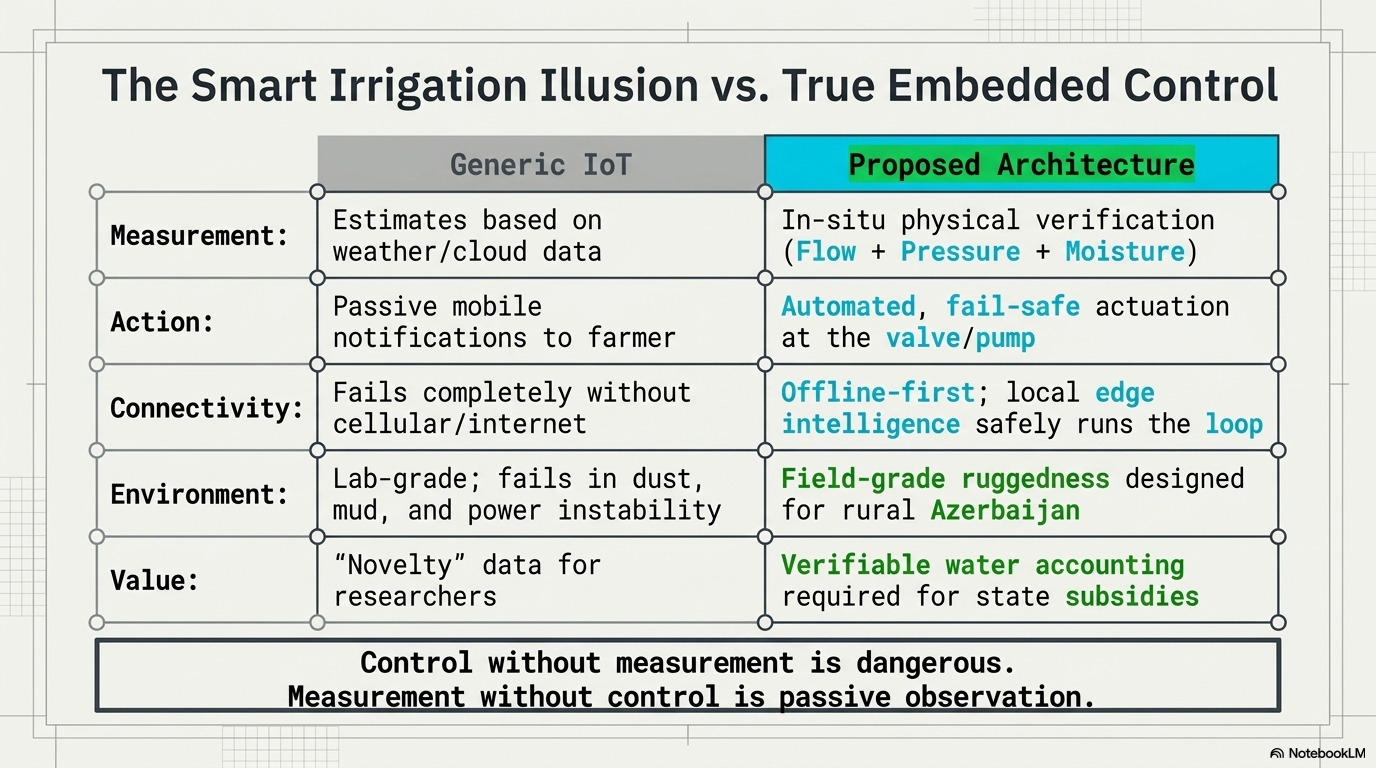 The Smart Irrigation Illusion vs. True Embedded Control
Generic IoT
Proposed Architecture
Measurement:
Estimates based on
weather/cloud data
In-situ physical verification
(Flow + Pressure + Moisture)
Action:
Passive mobile
notifications to farmer
Automated, fail-safe actuation
at the valve/pump
Connectivity:
Fails completely without
cellular/internet
Offline-first; local edge
intelligence safely runs the loop
Environment:
Lab-grade; fails in dust,
mud, and power instability
Field-grade ruggedness designed
for rural Azerbaijan
Value:
“Novelty” data for
researchers
Verifiable water accounting
required for state subsidies
Control without measurement is dangerous.
Measurement without control is passive observation.
NotebookLM